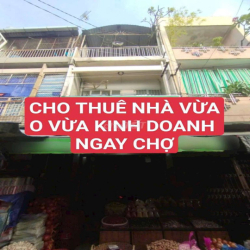 CHO THUÊ NHÀ VỪA
O VỪA KINH DOANH
NGAY CHỢ